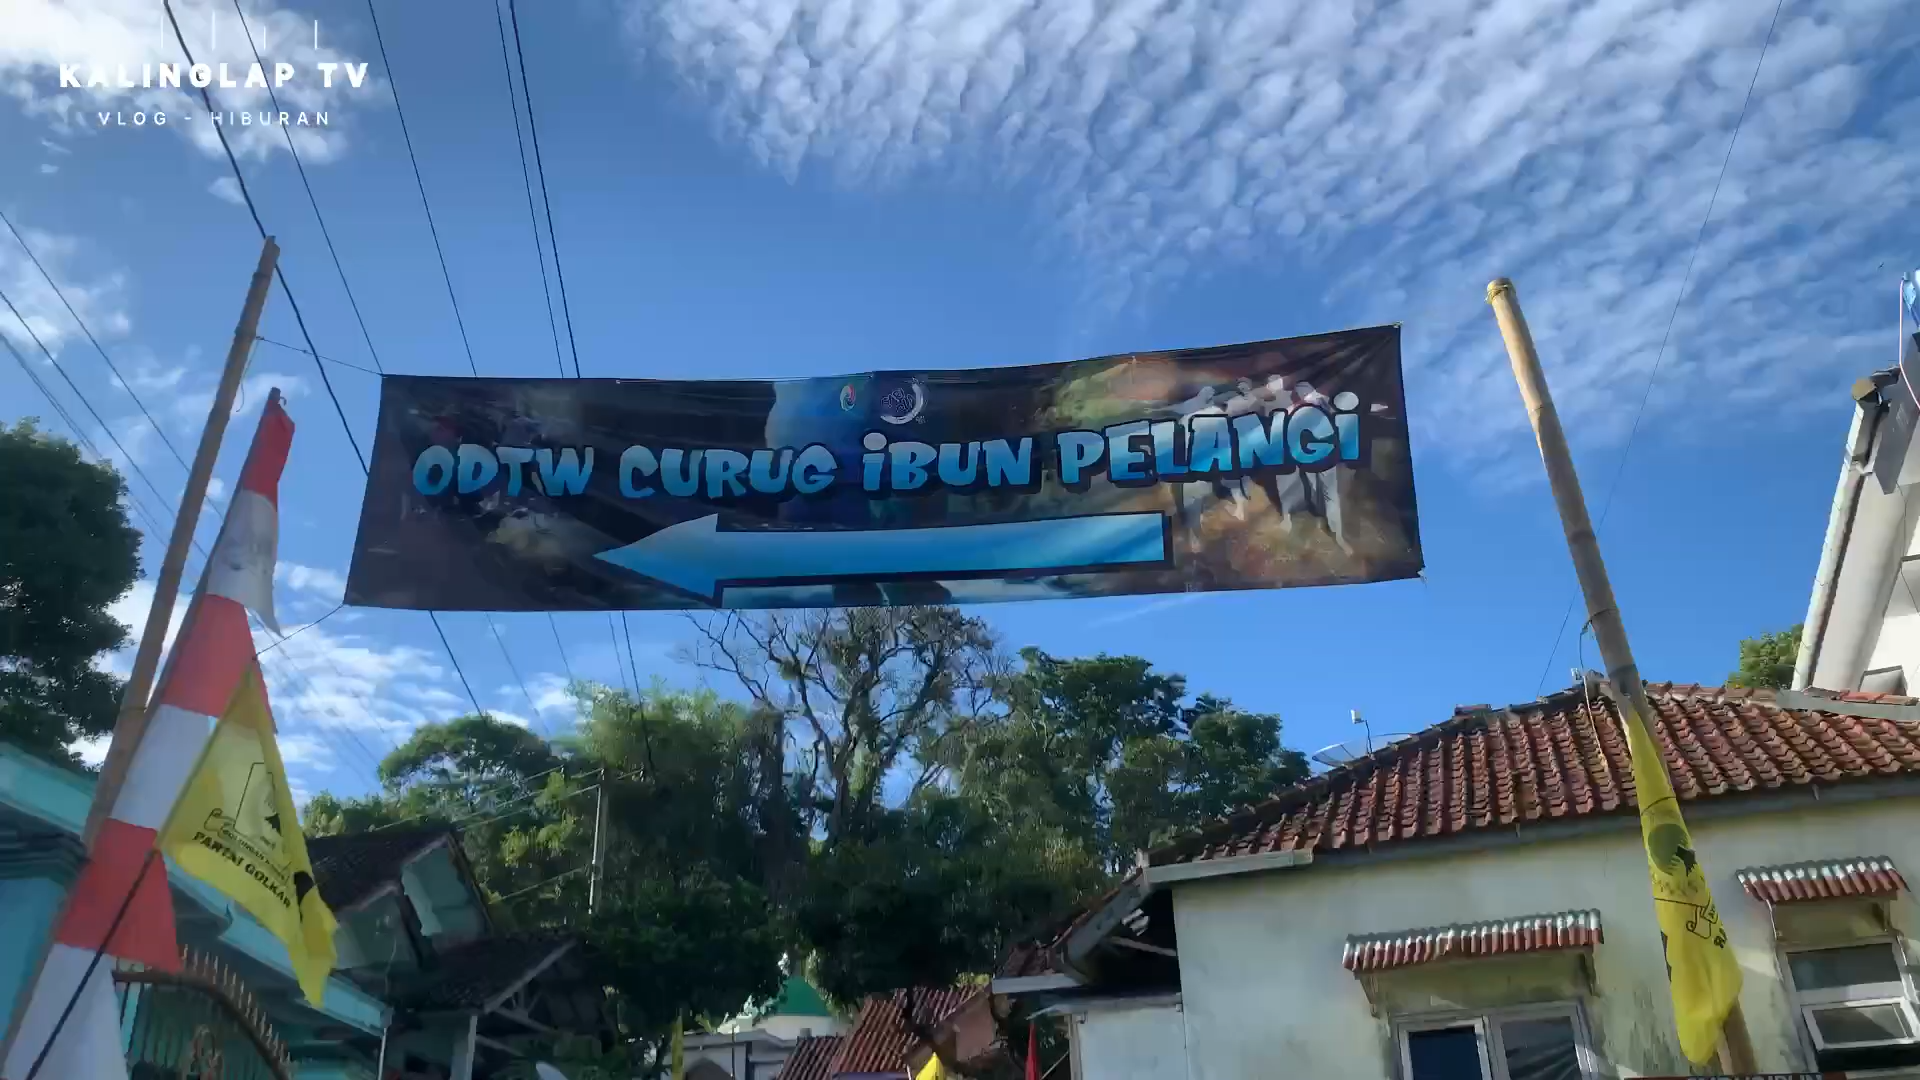 KALINGLAP TV
VLOG - HIBURAN
ODTW CURUG iBUN PELANGi
PARTAI GOLKAR